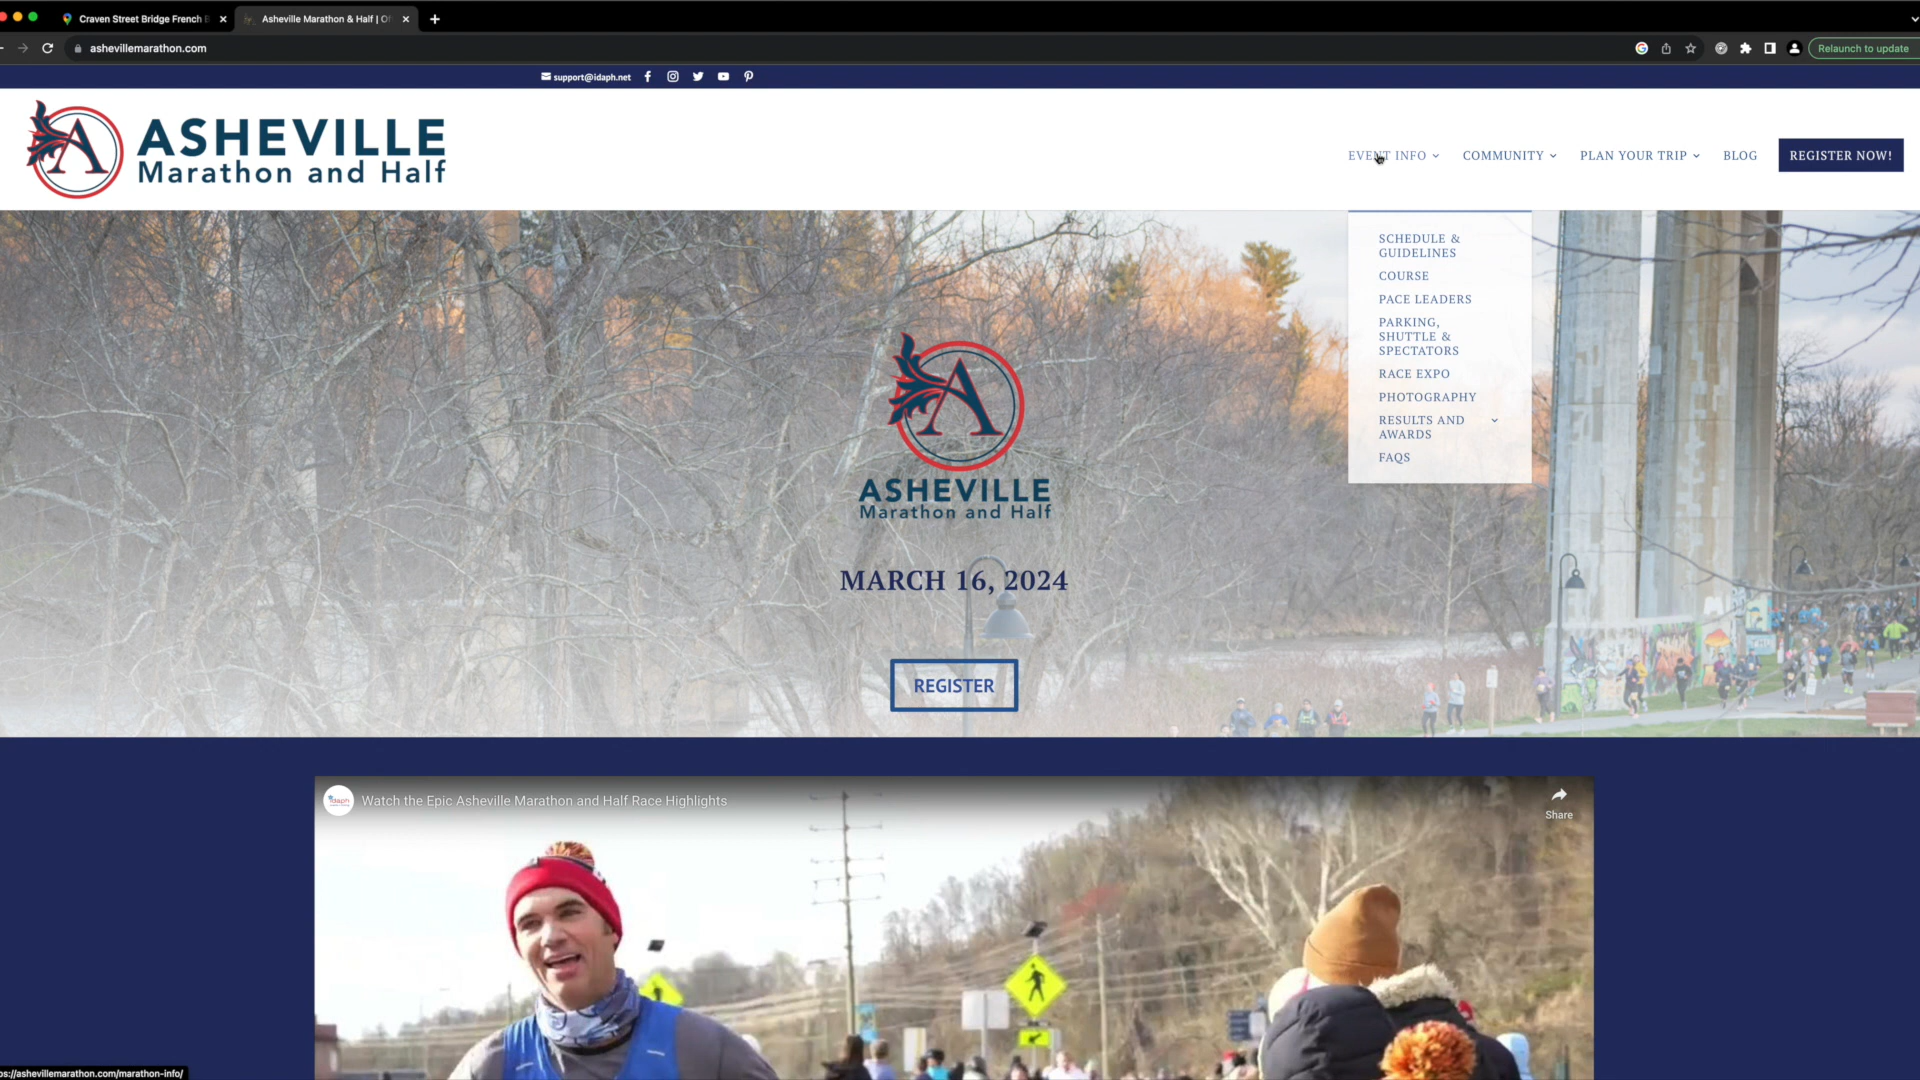 Craven Street Bridge French B
Asheville Marathon & Half | Of
ashevillemarathon.com
Relaunch to update
support@idaph.net
ASHEVILLE
Marathon and Half
EVENT INFO
COMMUNITY
PLAN YOUR TRIP
BLOG
REGISTER NOW!
SCHEDULE &
GUIDELINES
COURSE
PACE LEADERS
PARKING,
SHUTTLE &
SPECTATORS
RACE EXPO
PHOTOGRAPHY
RESULTS AND
AWARDS
FAQS
A
ASHEVILLE
Marathon and Half
MARCH 16, 2024
REGISTER
idaph
Watch the Epic Asheville Marathon and Half Race Highlights
Share
ps://ashevillemarathon.com/marathon-info/